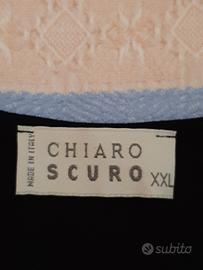 MADE IN ITALY
CHIARO
SCURO XXL
subito